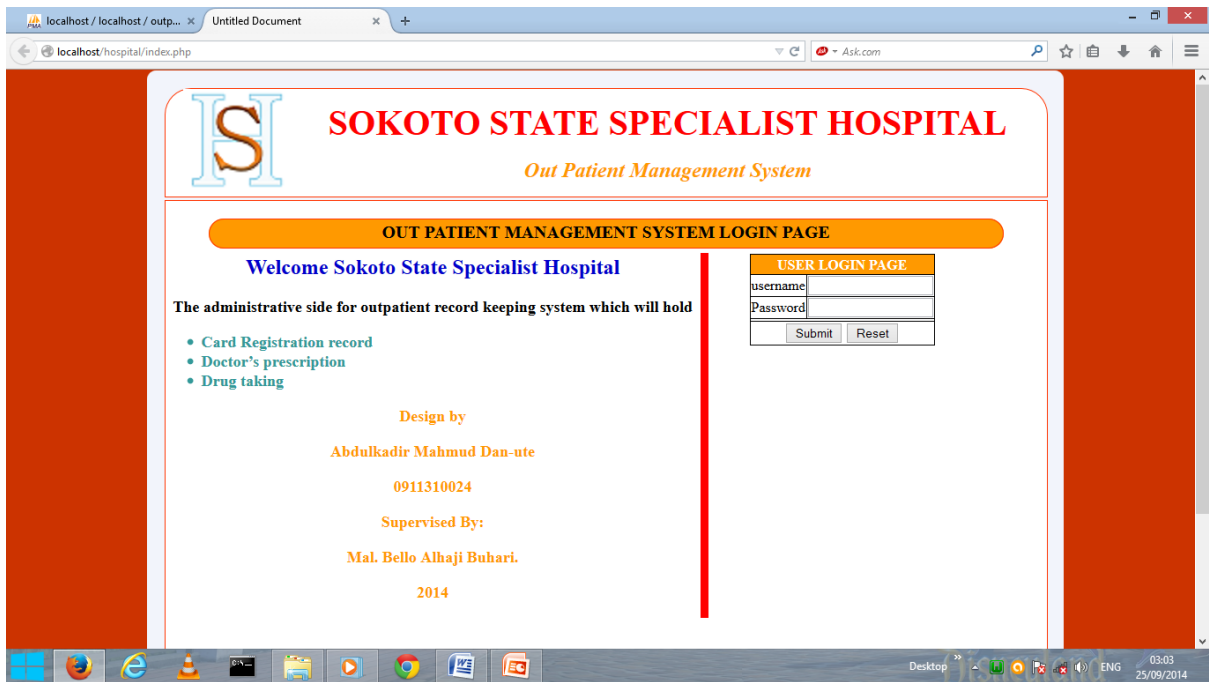 localhost / localhost / outp...
Untitled Document
localhost/hospital/index.php
Ask.com
SH
SOKOTO STATE SPECIALIST HOSPITAL
Out Patient Management System
OUT PATIENT MANAGEMENT SYSTEM LOGIN PAGE
Welcome Sokoto State Specialist Hospital
The administrative side for outpatient record keeping system which will hold
• Card Registration record
• Doctor's prescription
• Drug taking
Design by
Abdulkadir Mahmud Dan-ute
0911310024
Supervised By:
Mal. Bello Alhaji Buhari.
2014
USER LOGIN PAGE
username
Password
Submit Reset
Desktop
ENG
03:03
25/09/2014